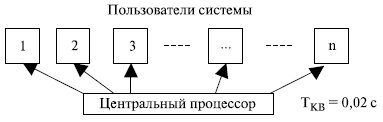 Пользователи системы
1 2 3 ... n
Центральный процессор
T_КВ = 0,02 с